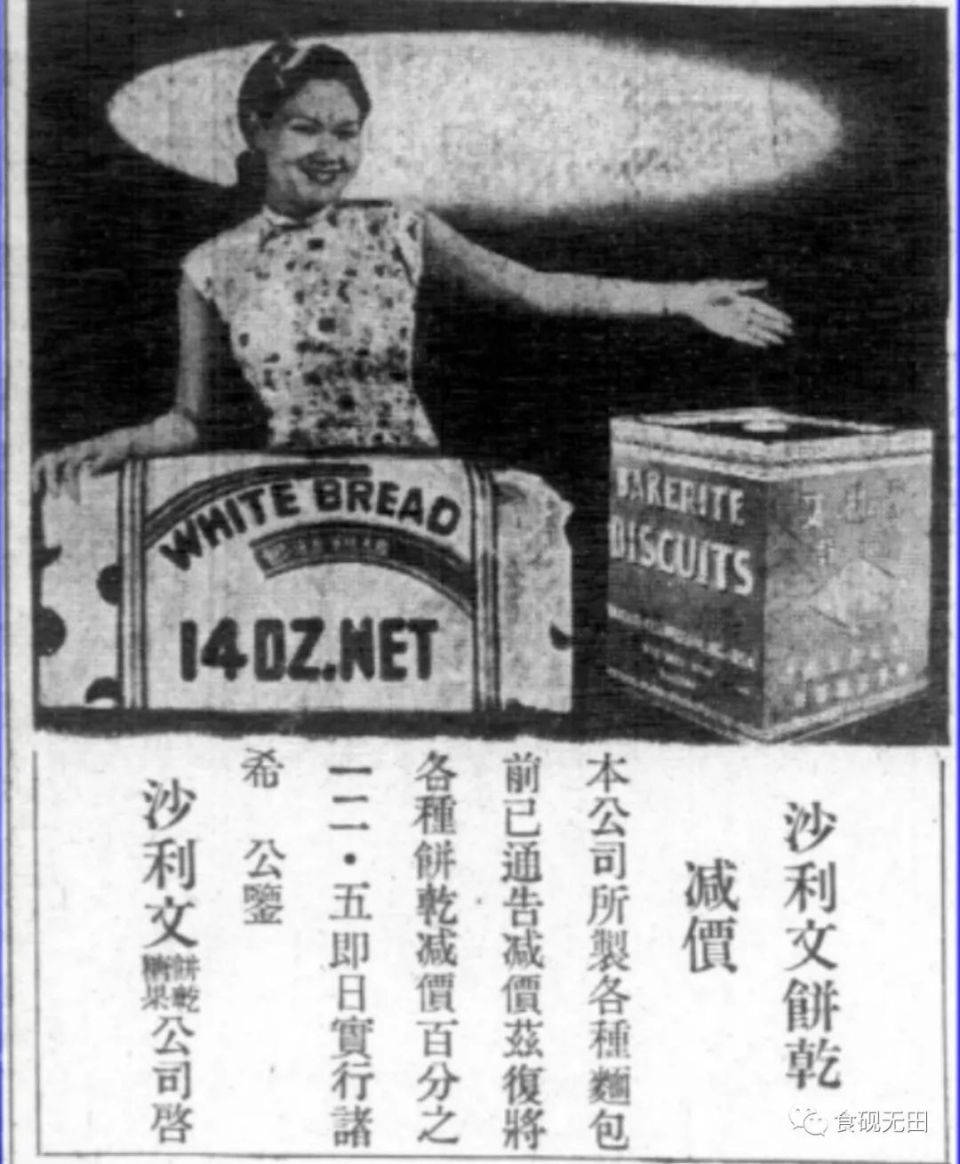 WHITE BREAD
14 OZ. NET
BAKERITE
BISCUITS
沙利文餅乾
減價
本公司所製各種麵包
前已通告減價茲復將
各種餅乾減價百分之
一二・五即日實行諸
希 公鑒
沙利文餅乾糖果公司啓
食砚无田